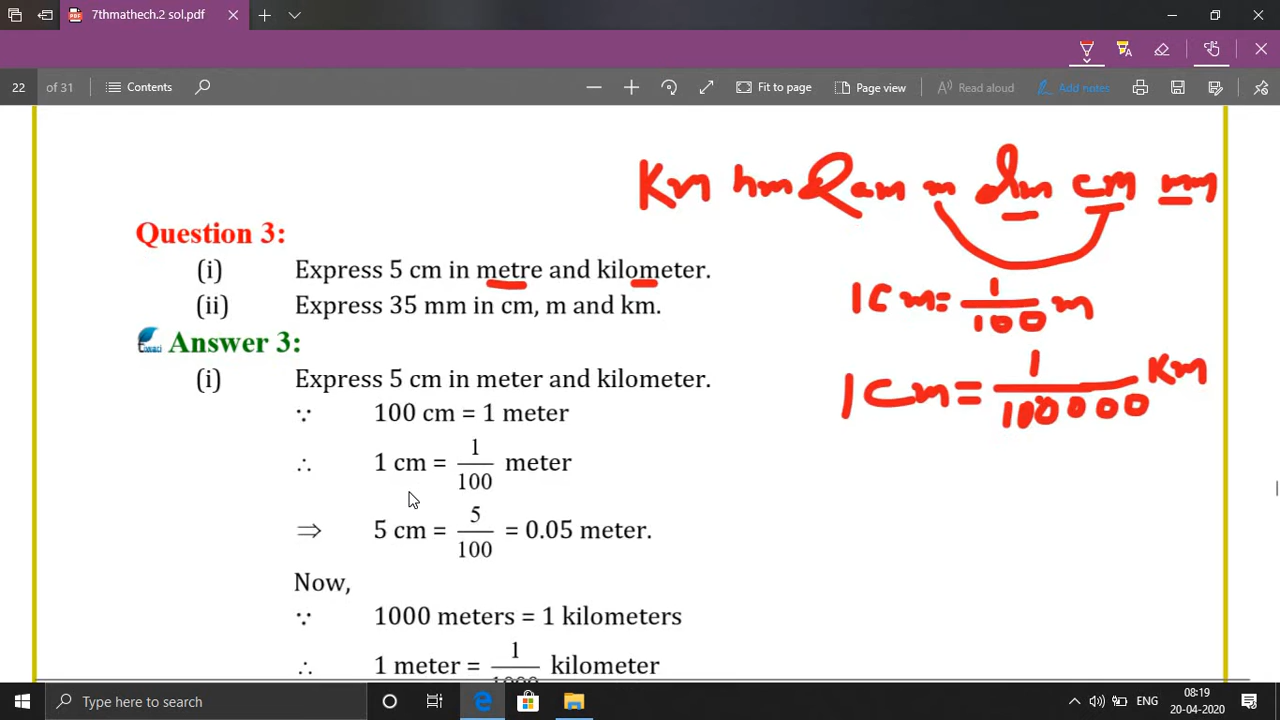 7thmathech.2 sol.pdf
22 of 31 Contents Fit to page Page view Read aloud Add notes
Km hm Dam m dm cm mm
Question 3:
(i) Express 5 cm in metre and kilometer.
(ii) Express 35 mm in cm, m and km.
1 cm = 1/100 m
Answer 3:
1 cm = 1/100000 Km
(i) Express 5 cm in meter and kilometer.
∵ 100 cm = 1 meter
∴ 1 cm = 1/100 meter
⇒ 5 cm = 5/100 = 0.05 meter.
Now,
∵ 1000 meters = 1 kilometers
∴ 1 meter = 1/1000 kilometer
Type here to search
ENG
08:19
20-04-2020